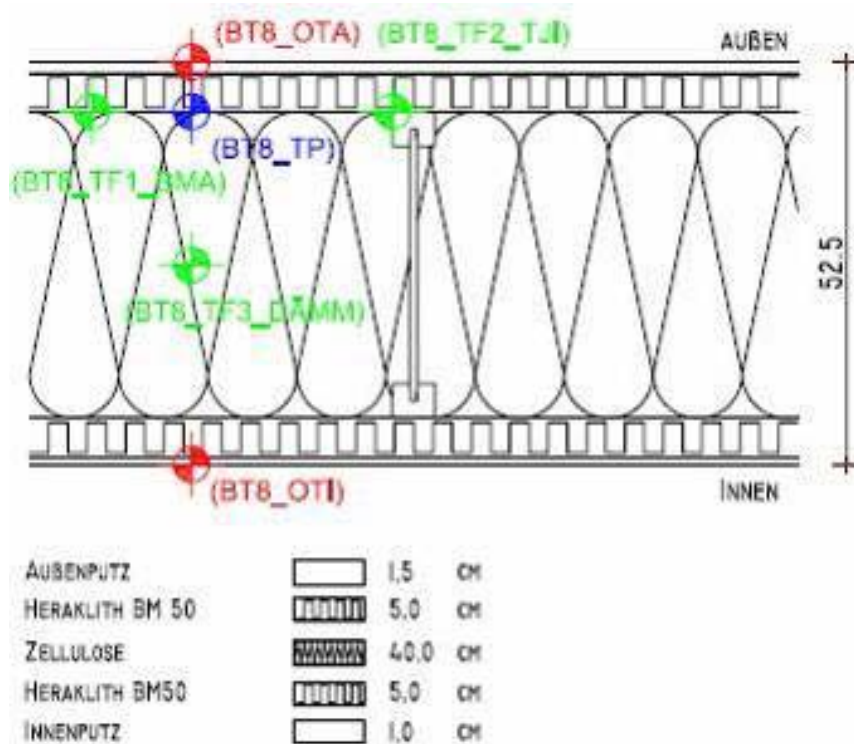 (BT8_OTA) (BT8_TF2_TJI) AUßEN
(BT8_TP)
(BT8_TF1_BMA)
52.5
(BT8_TF3_DÄMM)
(BT8_OTI) INNEN
AUßENPUTZ 1,5 CM
HERAKLITH BM 50 5,0 CM
ZELLULOSE 40,0 CM
HERAKLITH BM50 5,0 CM
INNENPUTZ 1,0 CM